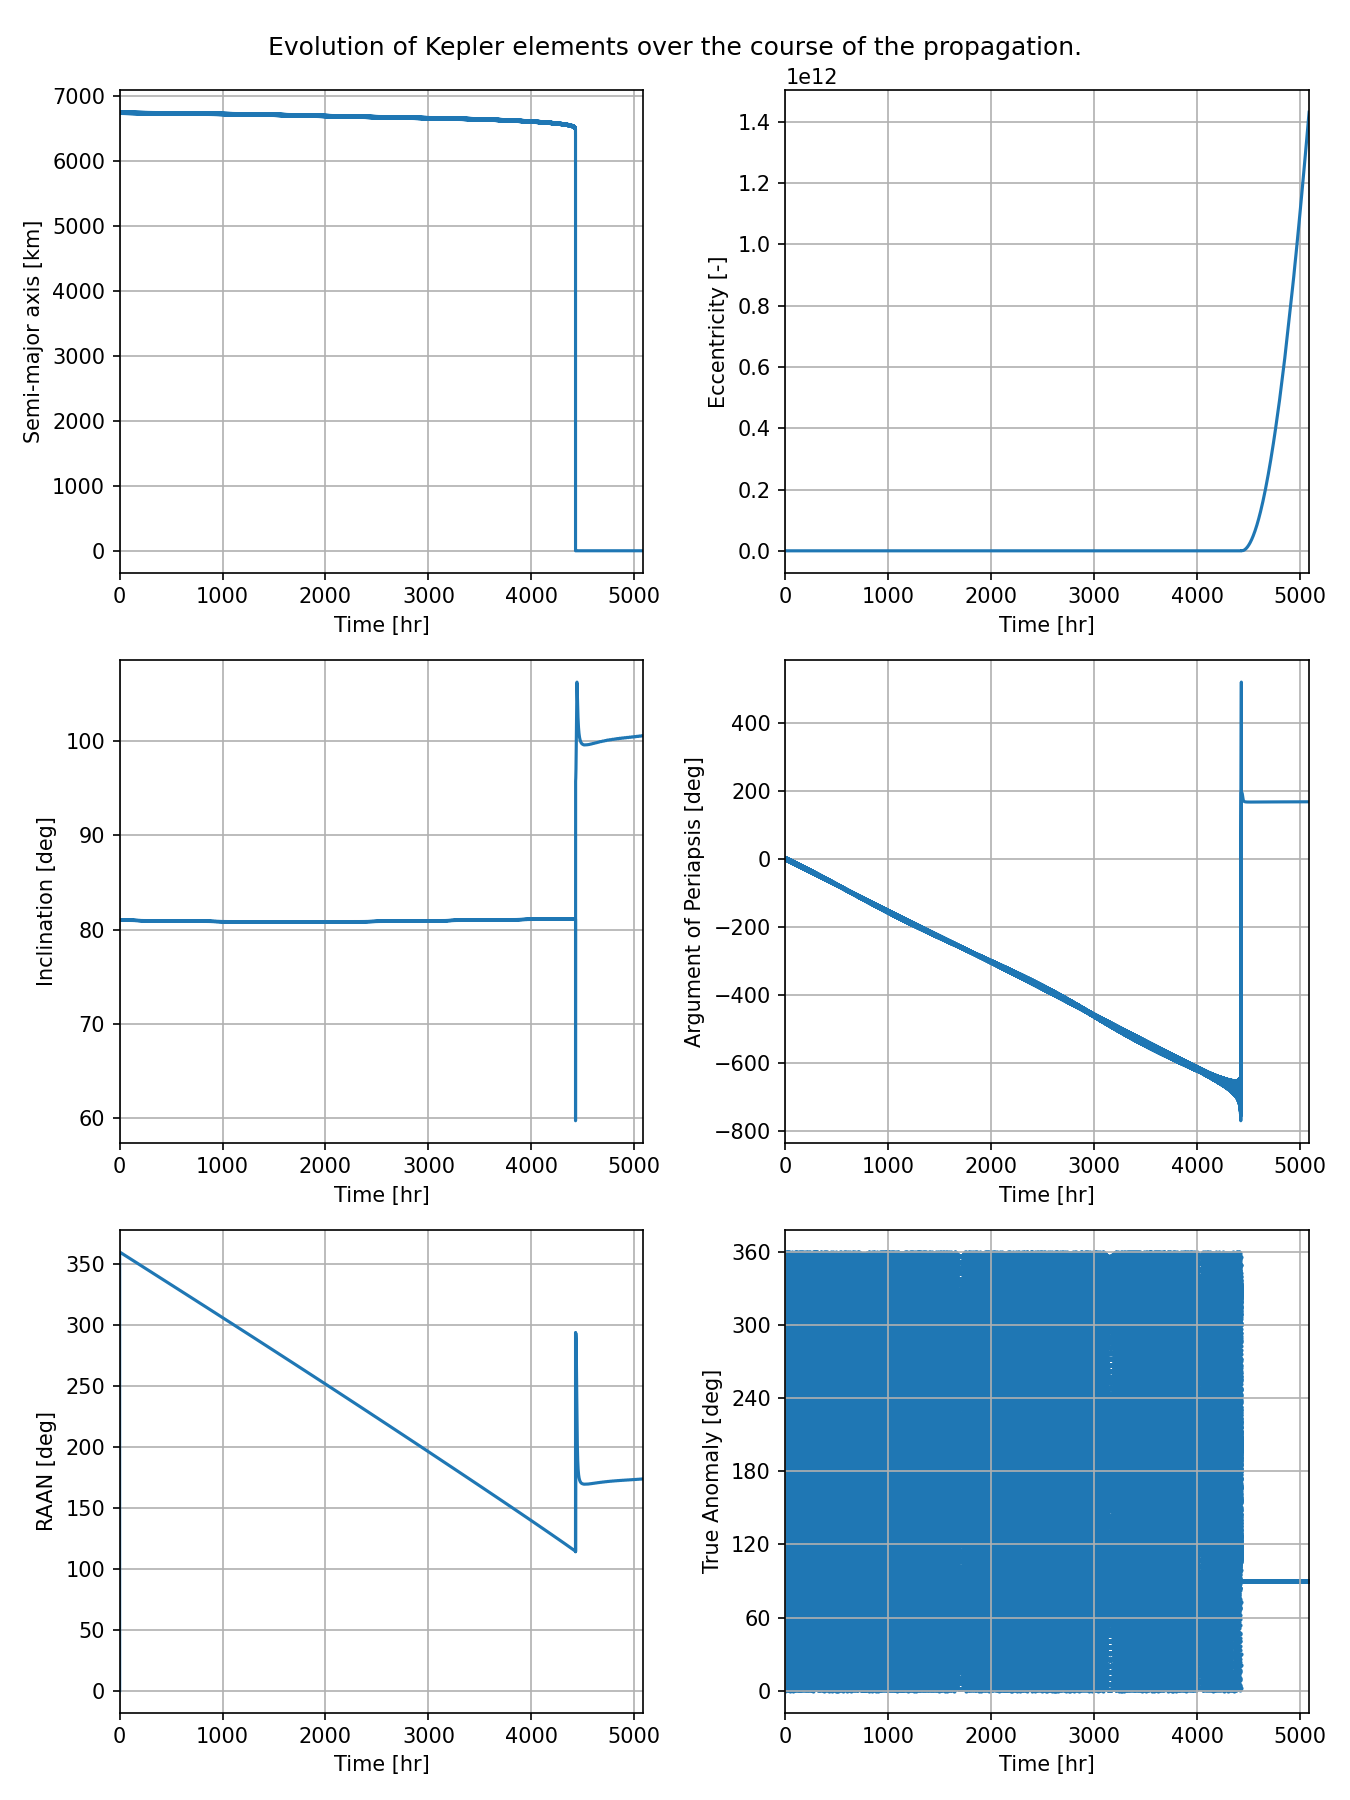 Evolution of Kepler elements over the course of the propagation.
7000
6000
5000
4000
3000
2000
1000
0
Semi-major axis [km]
0 1000 2000 3000 4000 5000
Time [hr]
1e12
1.4
1.2
1.0
0.8
0.6
0.4
0.2
0.0
Eccentricity [-]
0 1000 2000 3000 4000 5000
Time [hr]
100
90
80
70
60
Inclination [deg]
0 1000 2000 3000 4000 5000
Time [hr]
400
200
0
−200
−400
−600
−800
Argument of Periapsis [deg]
0 1000 2000 3000 4000 5000
Time [hr]
350
300
250
200
150
100
50
0
RAAN [deg]
0 1000 2000 3000 4000 5000
Time [hr]
360
300
240
180
120
60
0
True Anomaly [deg]
0 1000 2000 3000 4000 5000
Time [hr]